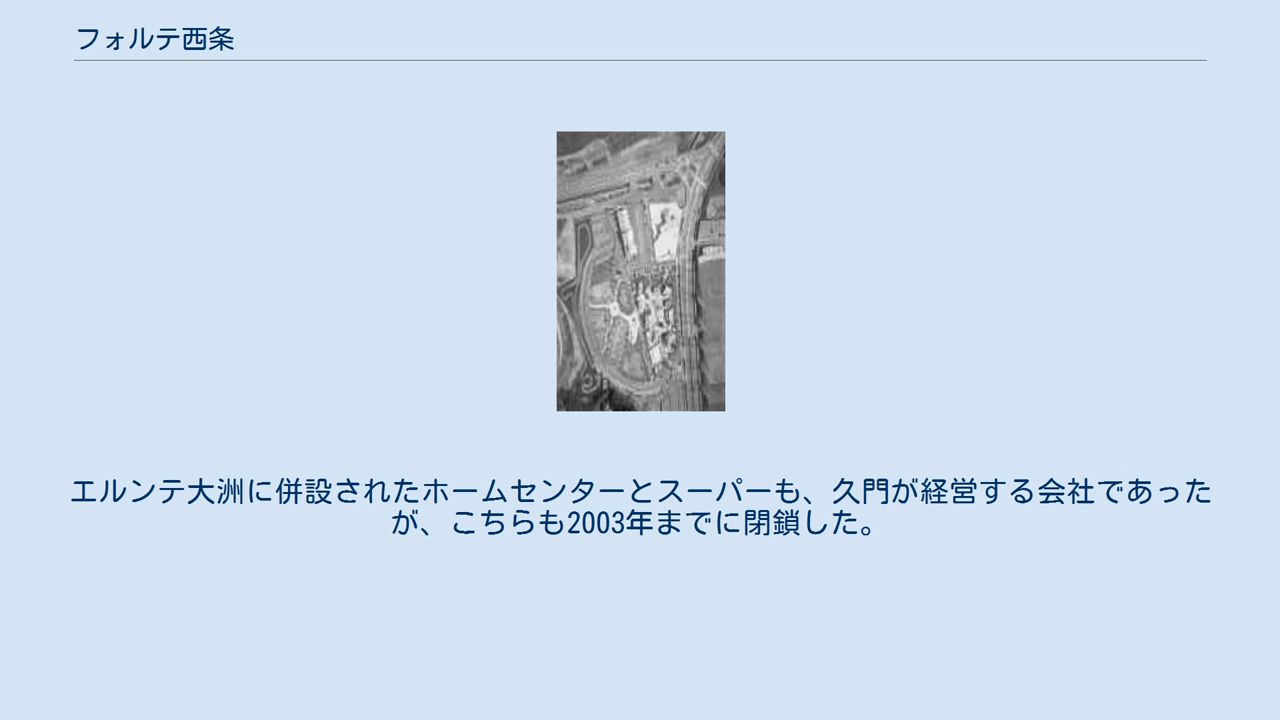 フォルテ西条
エルンテ大洲に併設されたホームセンターとスーパーも、久門が経営する会社であった
が、こちらも2003年までに閉鎖した。